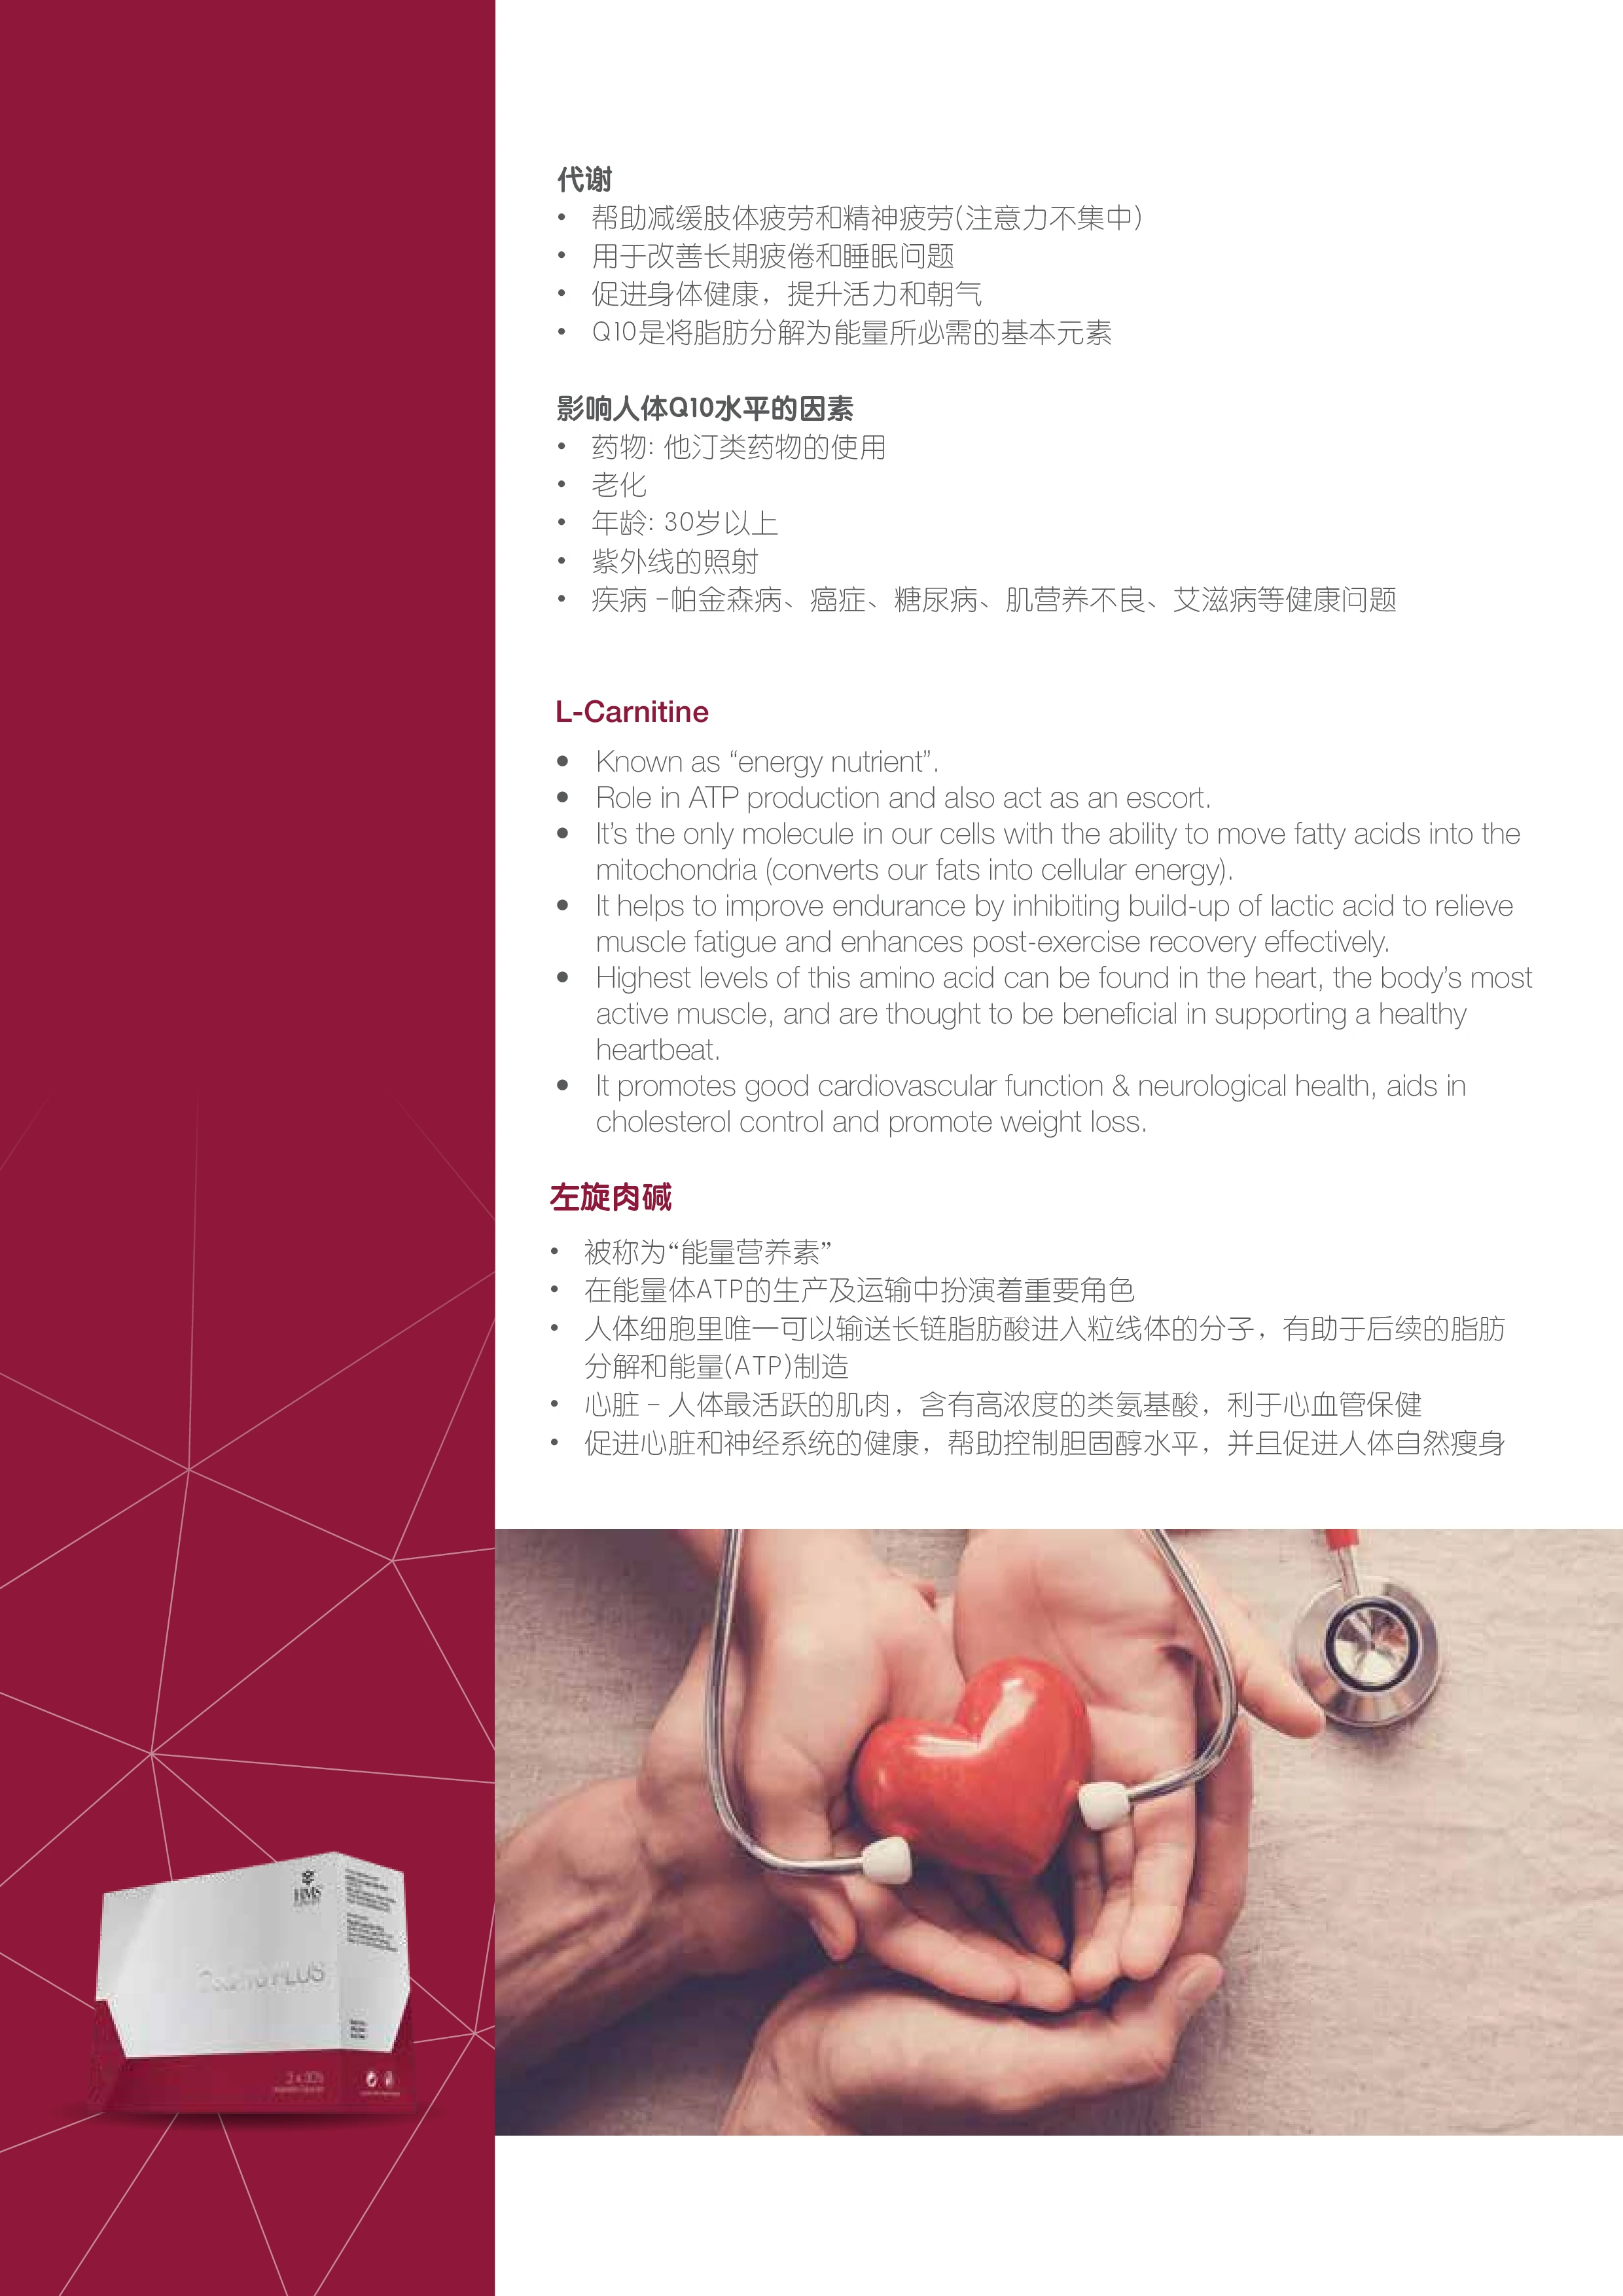 代谢
• 帮助减缓肢体疲劳和精神疲劳(注意力不集中)
• 用于改善长期疲倦和睡眠问题
• 促进身体健康，提升活力和朝气
• Q10是将脂肪分解为能量所必需的基本元素
影响人体Q10水平的因素
• 药物: 他汀类药物的使用
• 老化
• 年龄: 30岁以上
• 紫外线的照射
• 疾病 -帕金森病、癌症、糖尿病、肌营养不良、艾滋病等健康问题
L-Carnitine
• Known as “energy nutrient”.
• Role in ATP production and also act as an escort.
• It’s the only molecule in our cells with the ability to move fatty acids into the
mitochondria (converts our fats into cellular energy).
• It helps to improve endurance by inhibiting build-up of lactic acid to relieve
muscle fatigue and enhances post-exercise recovery effectively.
• Highest levels of this amino acid can be found in the heart, the body’s most
active muscle, and are thought to be beneficial in supporting a healthy
heartbeat.
• It promotes good cardiovascular function & neurological health, aids in
cholesterol control and promote weight loss.
左旋肉碱
• 被称为“能量营养素”
• 在能量体ATP的生产及运输中扮演着重要角色
• 人体细胞里唯一可以输送长链脂肪酸进入粒线体的分子，有助于后续的脂肪
分解和能量(ATP)制造
• 心脏 - 人体最活跃的肌肉，含有高浓度的类氨基酸，利于心血管保健
• 促进心脏和神经系统的健康，帮助控制胆固醇水平，并且促进人体自然瘦身
HMS
PLUS